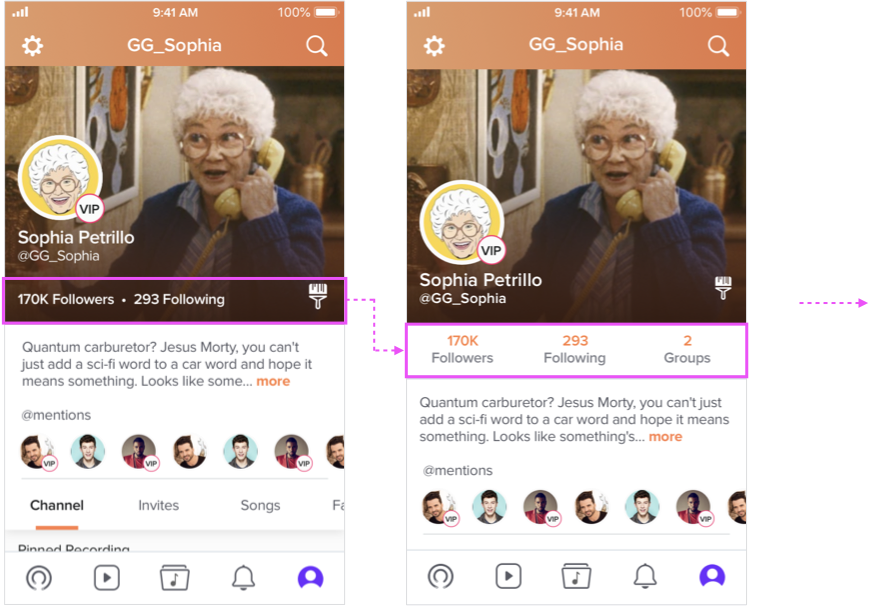 9:41 AM
100%
GG_Sophia
VIP
Sophia Petrillo
@GG_Sophia
170K Followers • 293 Following
Quantum carburetor? Jesus Morty, you can't
just add a sci-fi word to a car word and hope it
means something. Looks like some... more
@mentions
VIP
VIP
VIP
Channel
Invites
Songs
Fa
Pinned Recording
9:41 AM
100%
GG_Sophia
VIP
Sophia Petrillo
@GG_Sophia
170K
Followers
293
Following
2
Groups
Quantum carburetor? Jesus Morty, you can't just
add a sci-fi word to a car word and hope it means
something. Looks like something's... more
@mentions
VIP
VIP
VIP